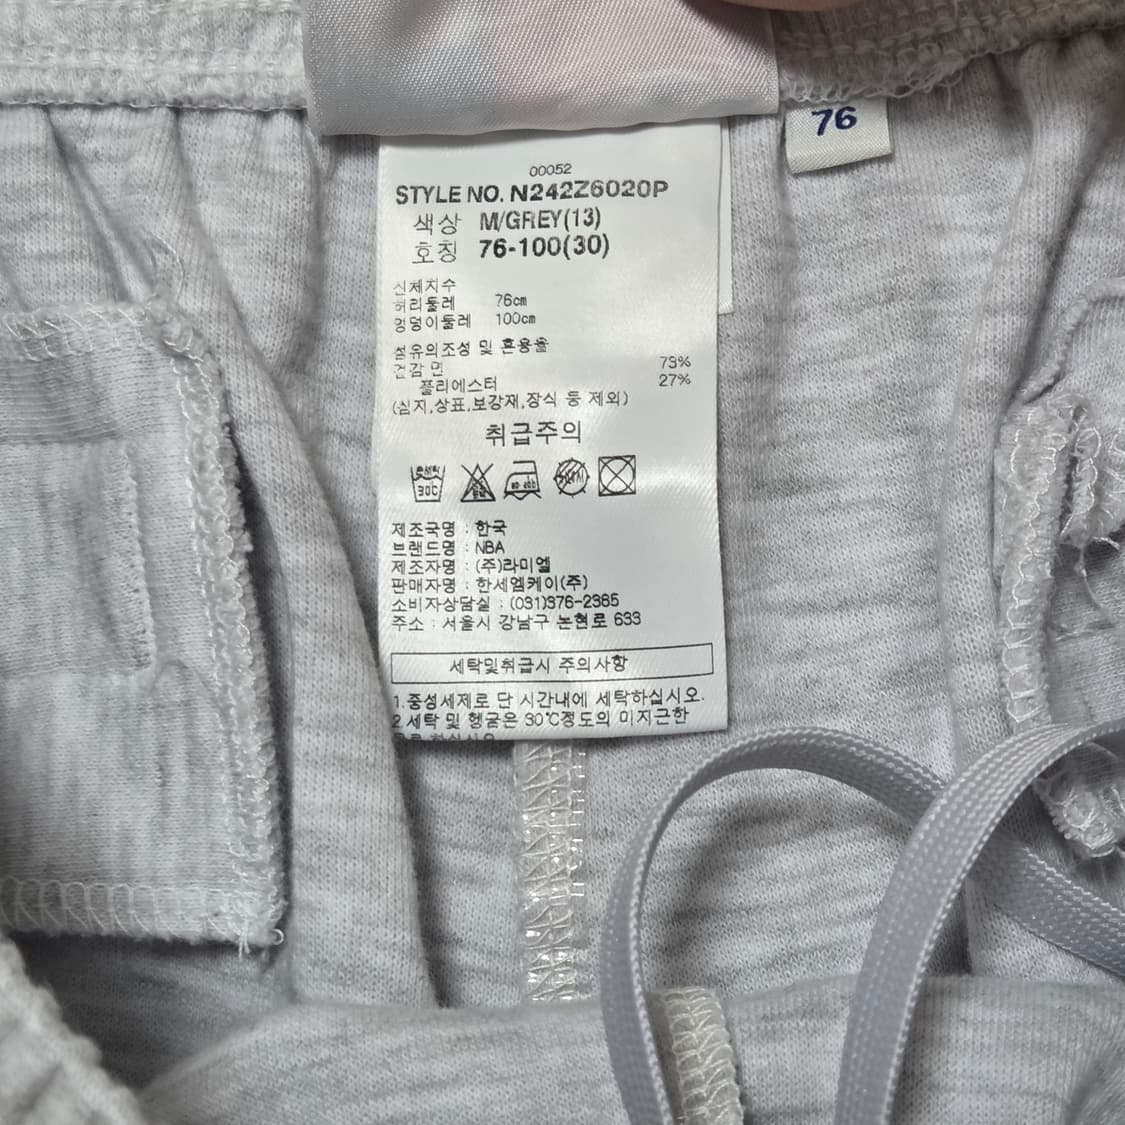 76
00052
STYLE NO. N242Z6020P
색상 M/GREY(13)
호칭 76-100(30)
신체치수
허리둘레 76cm
엉덩이둘레 100cm
섬유의조성 및 혼용율
겉감 면 73%
폴리에스터 27%
(심지,상표,보강재,장식 등 제외)
취급주의
30℃
제조국명 : 한국
브랜드명 : NBA
제조자명 : (주)라미엘
판매자명 : 한세엠케이(주)
소비자상담실 : (031)376-2385
주소 : 서울시 강남구 논현로 633
세탁및취급시 주의사항
1.중성세제로 단 시간내에 세탁하십시오.
2 세탁 및 헹굼은 30℃정도의 미지근한